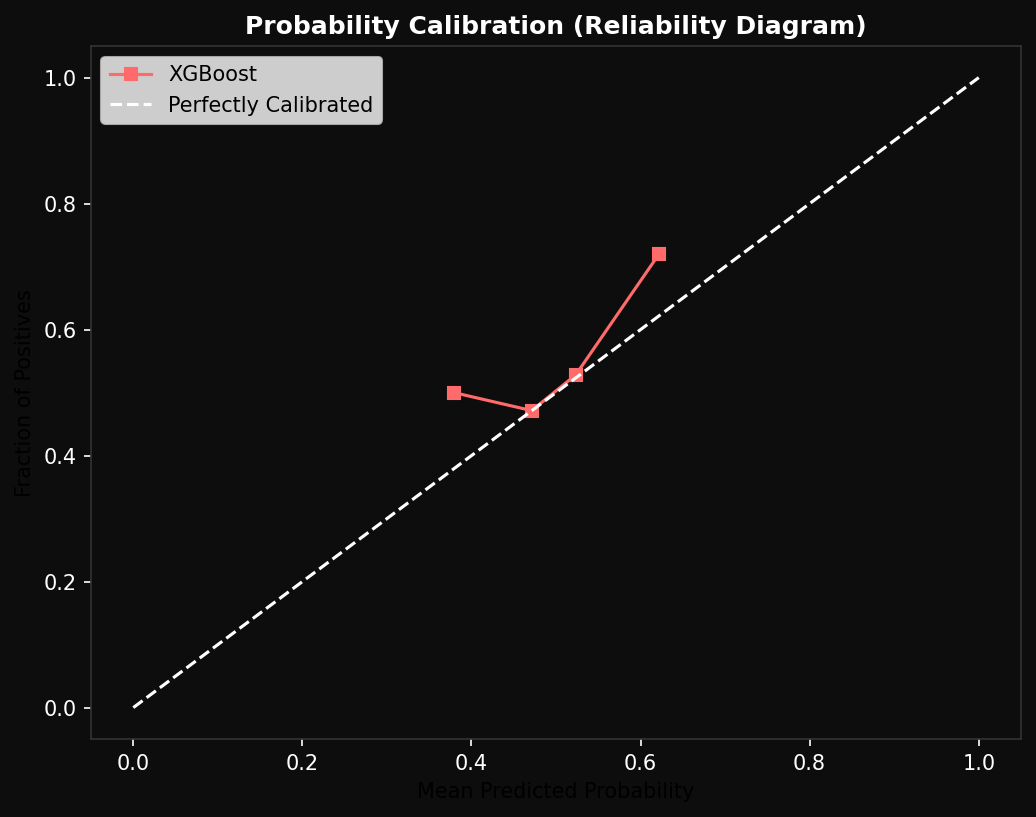 Probability Calibration (Reliability Diagram)
XGBoost
Perfectly Calibrated
Fraction of Positives
1.0
0.8
0.6
0.4
0.2
0.0
0.0 0.2 0.4 0.6 0.8 1.0
Mean Predicted Probability